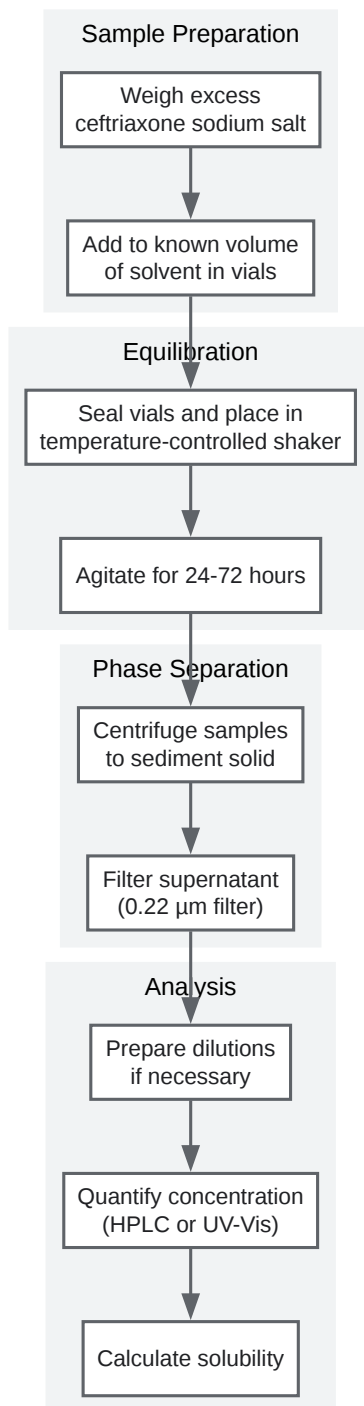 Sample Preparation
Weigh excess
ceftriaxone sodium salt
Add to known volume
of solvent in vials
Equilibration
Seal vials and place in
temperature-controlled shaker
Agitate for 24-72 hours
Phase Separation
Centrifuge samples
to sediment solid
Filter supernatant
(0.22 µm filter)
Analysis
Prepare dilutions
if necessary
Quantify concentration
(HPLC or UV-Vis)
Calculate solubility